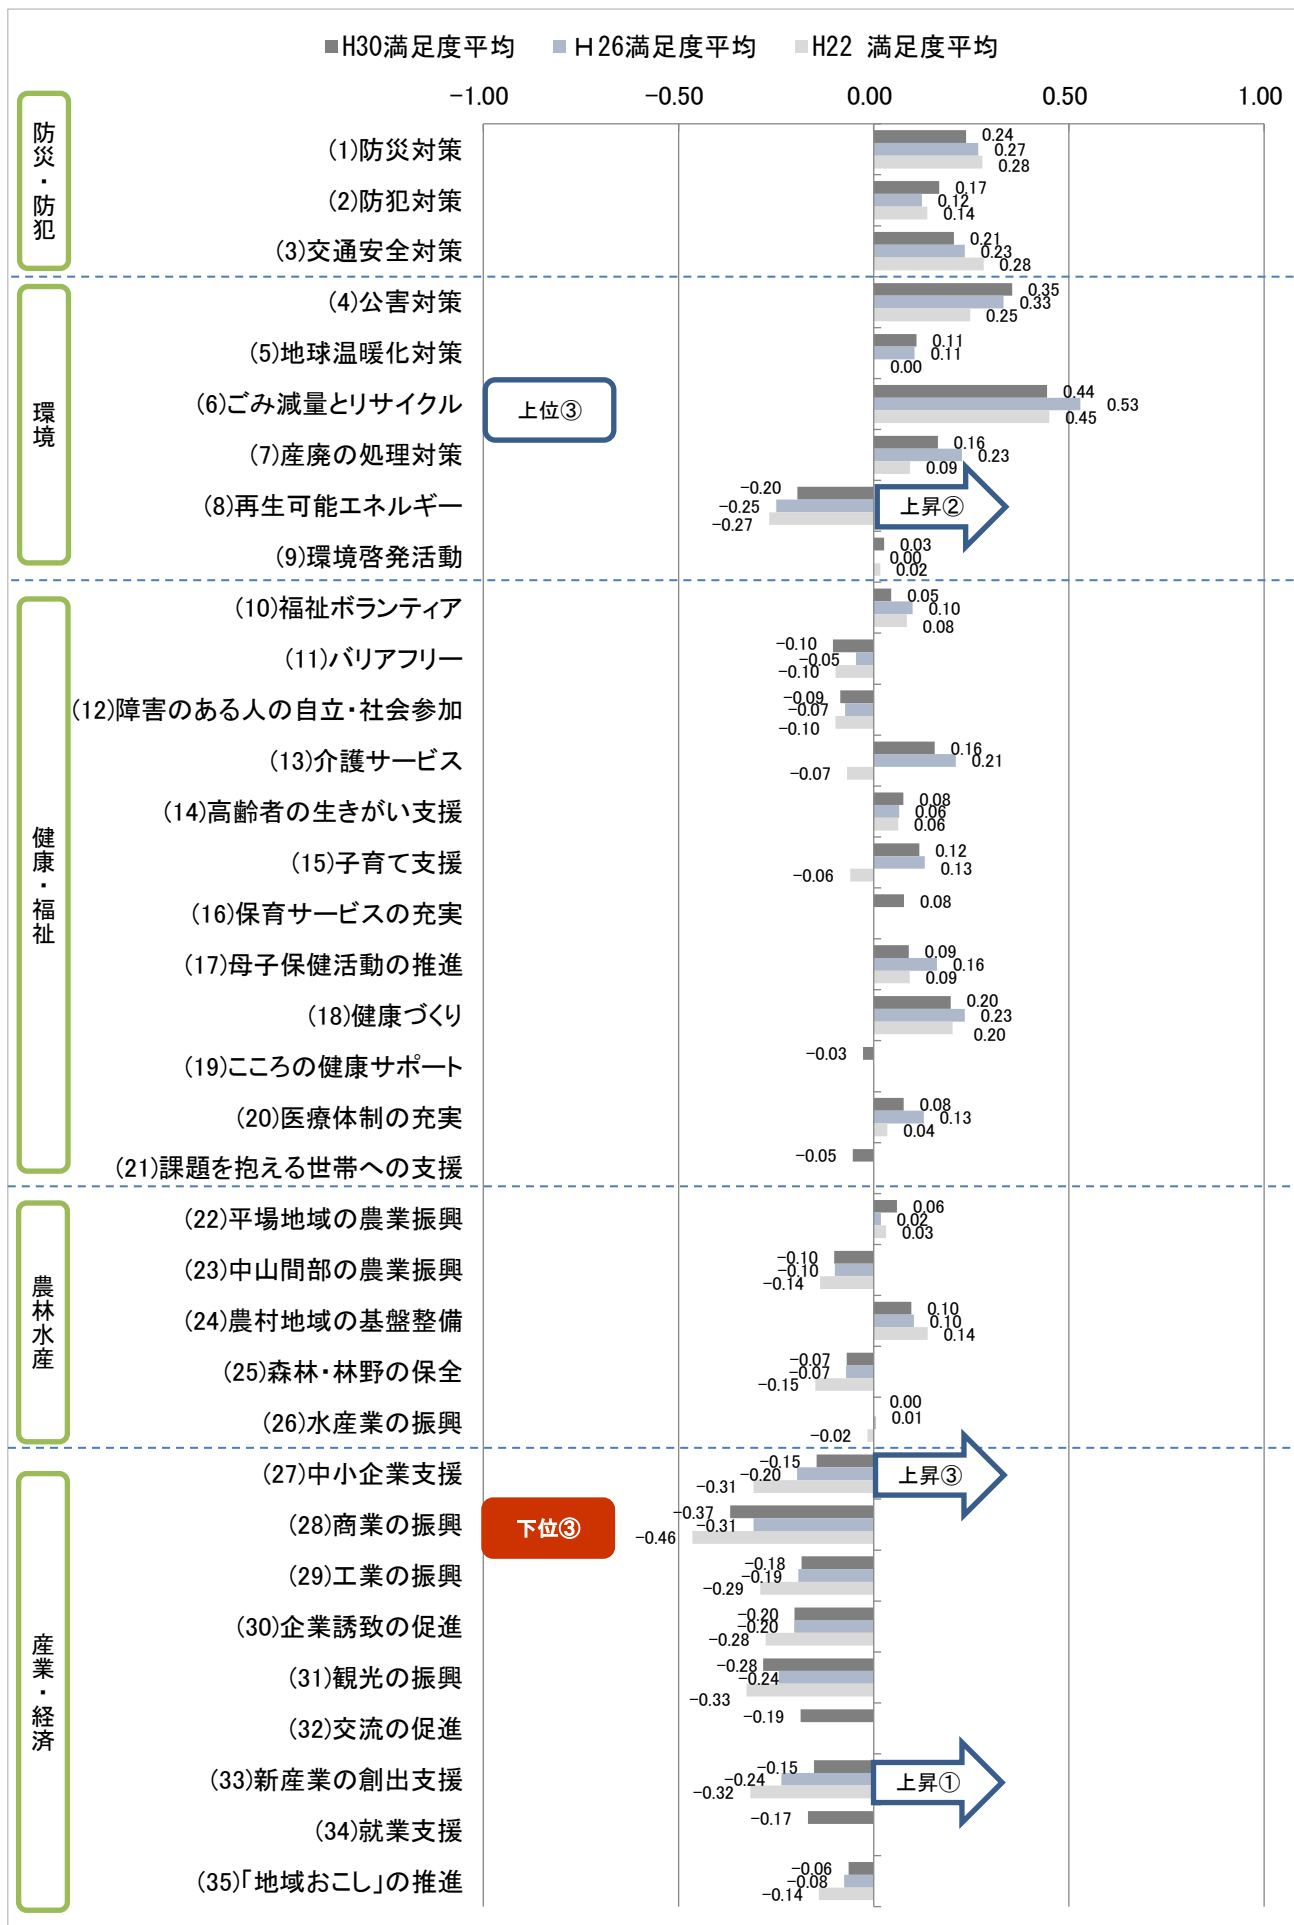 H30満足度平均 H26満足度平均 H22 満足度平均
−1.00 −0.50 0.00 0.50 1.00
防災・防犯
(1)防災対策 0.24 0.27 0.28
(2)防犯対策 0.17 0.12 0.14
(3)交通安全対策 0.21 0.23 0.28
環境
(4)公害対策 0.35 0.33 0.25
(5)地球温暖化対策 0.11 0.11 0.00
(6)ごみ減量とリサイクル 上位③ 0.44 0.53 0.45
(7)産廃の処理対策 0.16 0.23 0.09
(8)再生可能エネルギー −0.20 −0.25 −0.27 上昇②
(9)環境啓発活動 0.03 0.00 0.02
健康・福祉
(10)福祉ボランティア 0.05 0.10 0.08
(11)バリアフリー −0.10 −0.05 −0.10
(12)障害のある人の自立・社会参加 −0.09 −0.07 −0.10
(13)介護サービス 0.16 0.21 −0.07
(14)高齢者の生きがい支援 0.08 0.06 0.06
(15)子育て支援 0.12 0.13 −0.06
(16)保育サービスの充実 0.08
(17)母子保健活動の推進 0.09 0.16 0.09
(18)健康づくり 0.20 0.23 0.20
(19)こころの健康サポート −0.03
(20)医療体制の充実 0.08 0.13 0.04
(21)課題を抱える世帯への支援 −0.05
農林水産
(22)平場地域の農業振興 0.06 0.02 0.03
(23)中山間部の農業振興 −0.10 −0.10 −0.14
(24)農村地域の基盤整備 0.10 0.10 0.14
(25)森林・林野の保全 −0.07 −0.07 −0.15
(26)水産業の振興 0.00 0.01 −0.02
産業・経済
(27)中小企業支援 −0.15 −0.20 −0.31 上昇③
(28)商業の振興 下位③ −0.37 −0.31 −0.46
(29)工業の振興 −0.18 −0.19 −0.29
(30)企業誘致の促進 −0.20 −0.20 −0.28
(31)観光の振興 −0.28 −0.24 −0.33
(32)交流の促進 −0.19
(33)新産業の創出支援 −0.15 −0.24 −0.32 上昇①
(34)就業支援 −0.17
(35)｢地域おこし｣の推進 −0.06 −0.08 −0.14